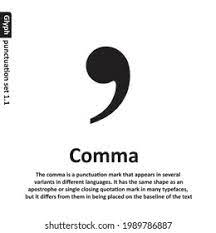 Glyph
punctuation set 1.1
,
Comma
The comma is a punctuation mark that appears in several
variants in different languages. It has the same shape as an
apostrophe or single closing quotation mark in many typefaces,
but it differs from them in being placed on the baseline of the text
shutterstock.com · 1989786887